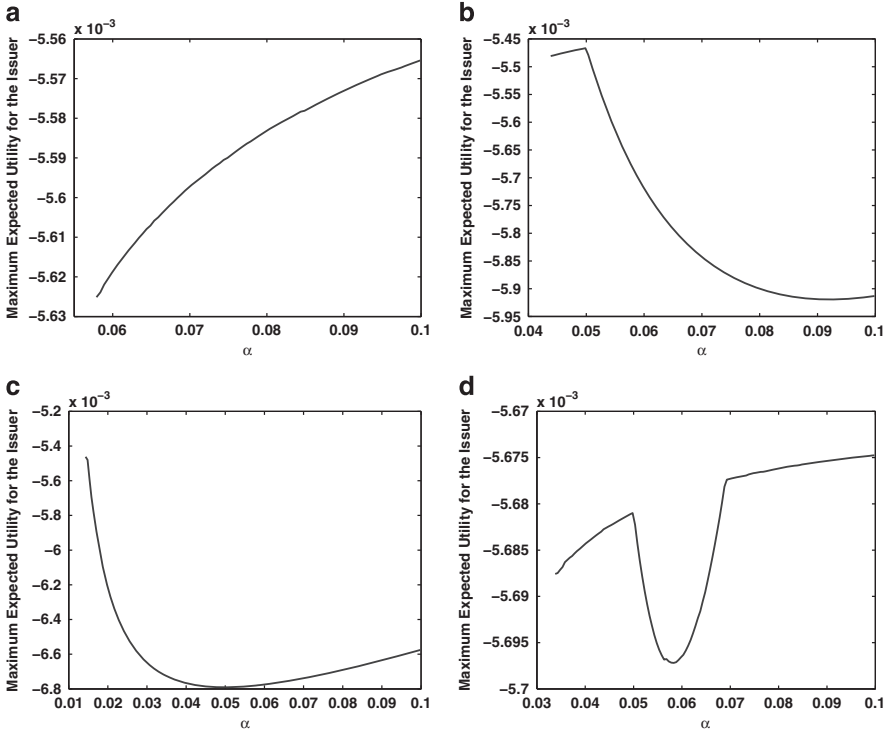 a
x 10⁻³
−5.56
−5.57
−5.58
−5.59
−5.6
−5.61
−5.62
−5.63
Maximum Expected Utility for the Issuer
0.06 0.07 0.08 0.09 0.1
α
b
x 10⁻³
−5.45
−5.5
−5.55
−5.6
−5.65
−5.7
−5.75
−5.8
−5.85
−5.9
−5.95
Maximum Expected Utility for the Issuer
0.04 0.05 0.06 0.07 0.08 0.09 0.1
α
c
x 10⁻³
−5.2
−5.4
−5.6
−5.8
−6
−6.2
−6.4
−6.6
−6.8
Maximum Expected Utility for the Issuer
0.01 0.02 0.03 0.04 0.05 0.06 0.07 0.08 0.09 0.1
α
d
x 10⁻³
−5.67
−5.675
−5.68
−5.685
−5.69
−5.695
−5.7
Maximum Expected Utility for the Issuer
0.03 0.04 0.05 0.06 0.07 0.08 0.09 0.1
α